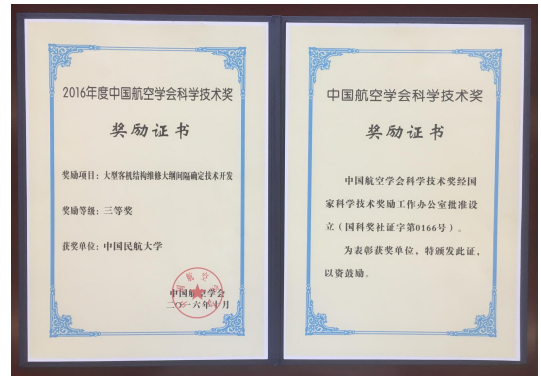 2016年度中国航空学会科学技术奖
奖励证书
奖励项目：大型客机结构维修大纲间隔确定技术开发
奖励等级：三等奖
获奖单位：中国民航大学
中国航空学会
二〇一六年十月
中国航空学会科学技术奖
奖励证书
中国航空学会科学技术奖经国
家科学技术奖励工作办公室批准设
立（国科奖社证字第0166号）。
为表彰获奖单位，特颁发此证，
以资鼓励。